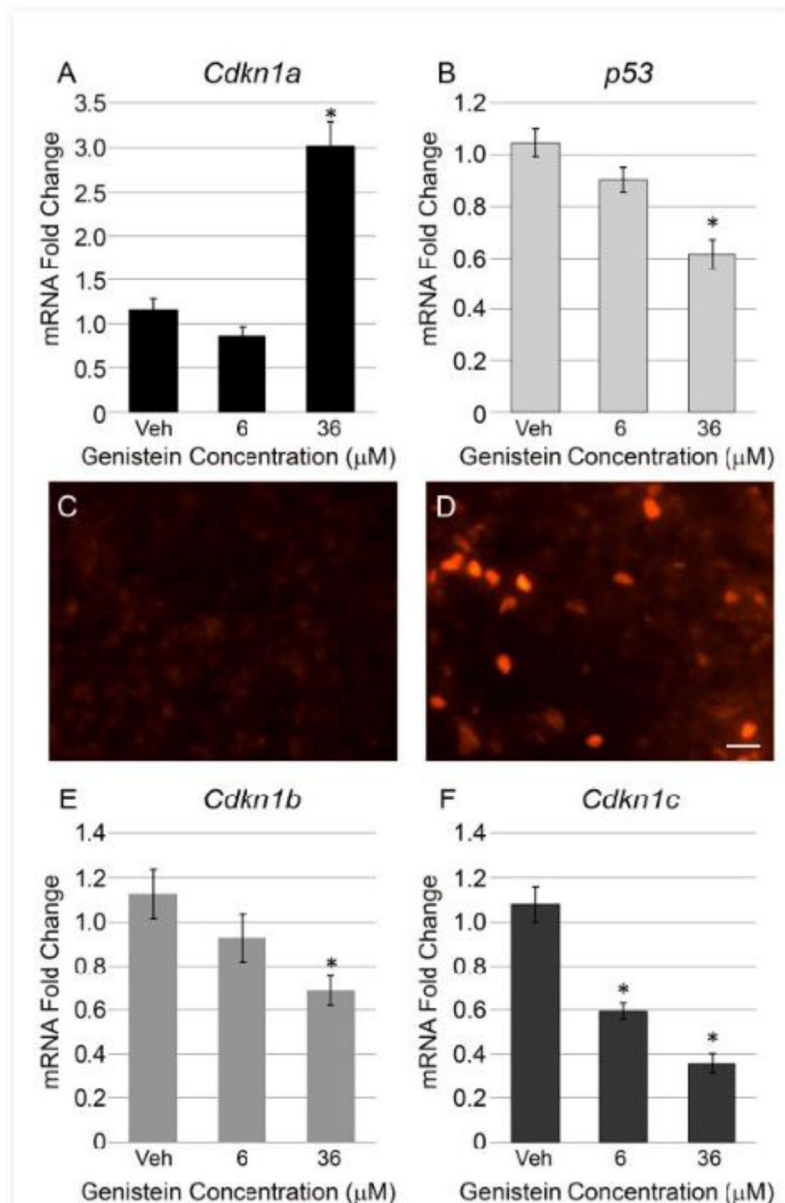 A Cdkn1a
mRNA Fold Change
3.5
3.0
2.5
2.0
1.5
1.0
0.5
0
*
Veh 6 36
Genistein Concentration (μM)
B p53
mRNA Fold Change
1.2
1.0
0.8
0.6
0.4
0.2
0
*
Veh 6 36
Genistein Concentration (μM)
C
D
E Cdkn1b
mRNA Fold Change
1.4
1.2
1.0
0.8
0.6
0.4
0.2
0
*
Veh 6 36
Genistein Concentration (μM)
F Cdkn1c
mRNA Fold Change
1.4
1.2
1.0
0.8
0.6
0.4
0.2
0
*
*
Veh 6 36
Genistein Concentration (μM)